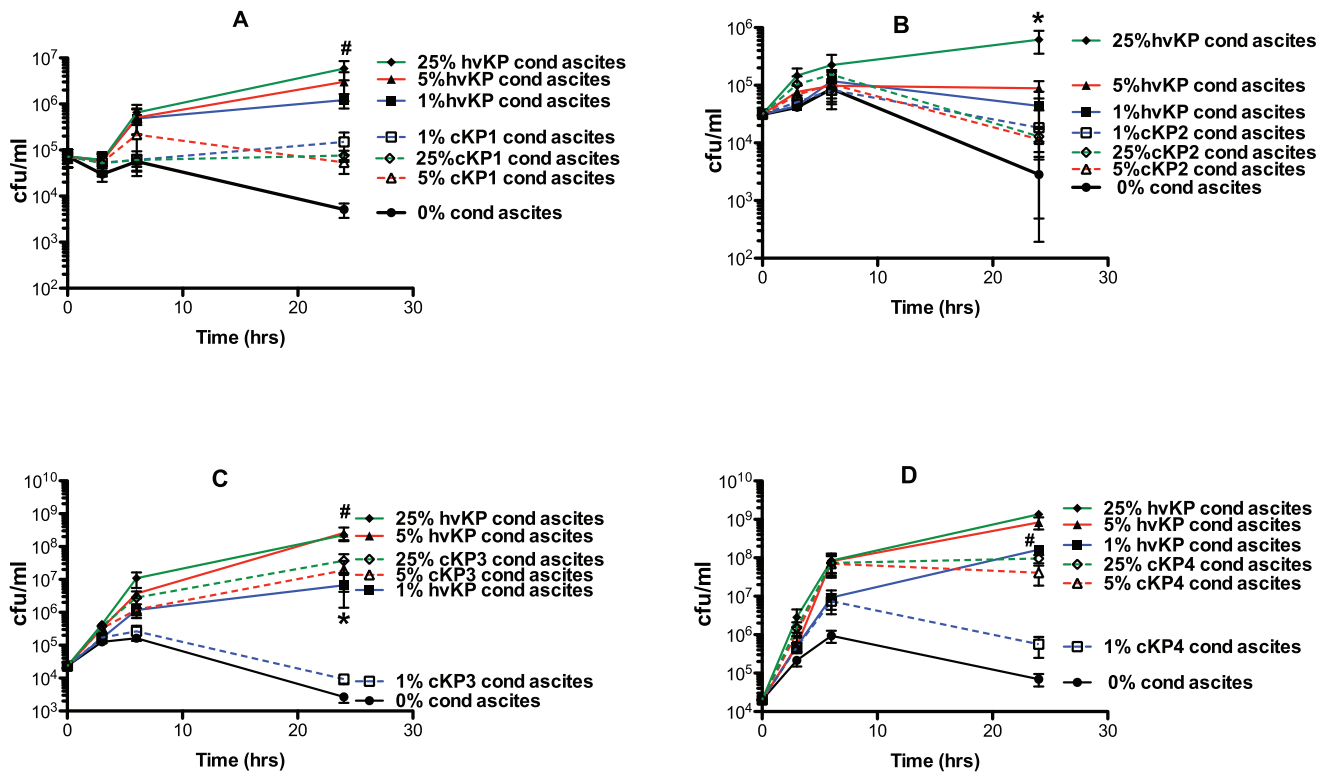 A
#
cfu/ml
10^7
10^6
10^5
10^4
10^3
10^2
0
10
20
30
Time (hrs)
25% hvKP cond ascites
5%hvKP cond ascites
1%hvKP cond ascites
1% cKP1 cond ascites
25%cKP1 cond ascites
5% cKP1 cond ascites
0% cond ascites
B
*
cfu/ml
10^6
10^5
10^4
10^3
10^2
0
10
20
30
Time (hrs)
25%hvKP cond ascites
5%hvKP cond ascites
1%hvKP cond ascites
1%cKP2 cond ascites
25%cKP2 cond ascites
5%cKP2 cond ascites
0% cond ascites
C
#
*
cfu/ml
10^10
10^9
10^8
10^7
10^6
10^5
10^4
10^3
0
10
20
30
Time (hrs)
25% hvKP cond ascites
5% hvKP cond ascites
25% cKP3 cond ascites
5% cKP3 cond ascites
1% hvKP cond ascites
1% cKP3 cond ascites
0% cond ascites
D
#
cfu/ml
10^10
10^9
10^8
10^7
10^6
10^5
10^4
0
10
20
30
Time (hrs)
25% hvKP cond ascites
5% hvKP cond ascites
1% hvKP cond ascites
25% cKP4 cond ascites
5% cKP4 cond ascites
1% cKP4 cond ascites
0% cond ascites